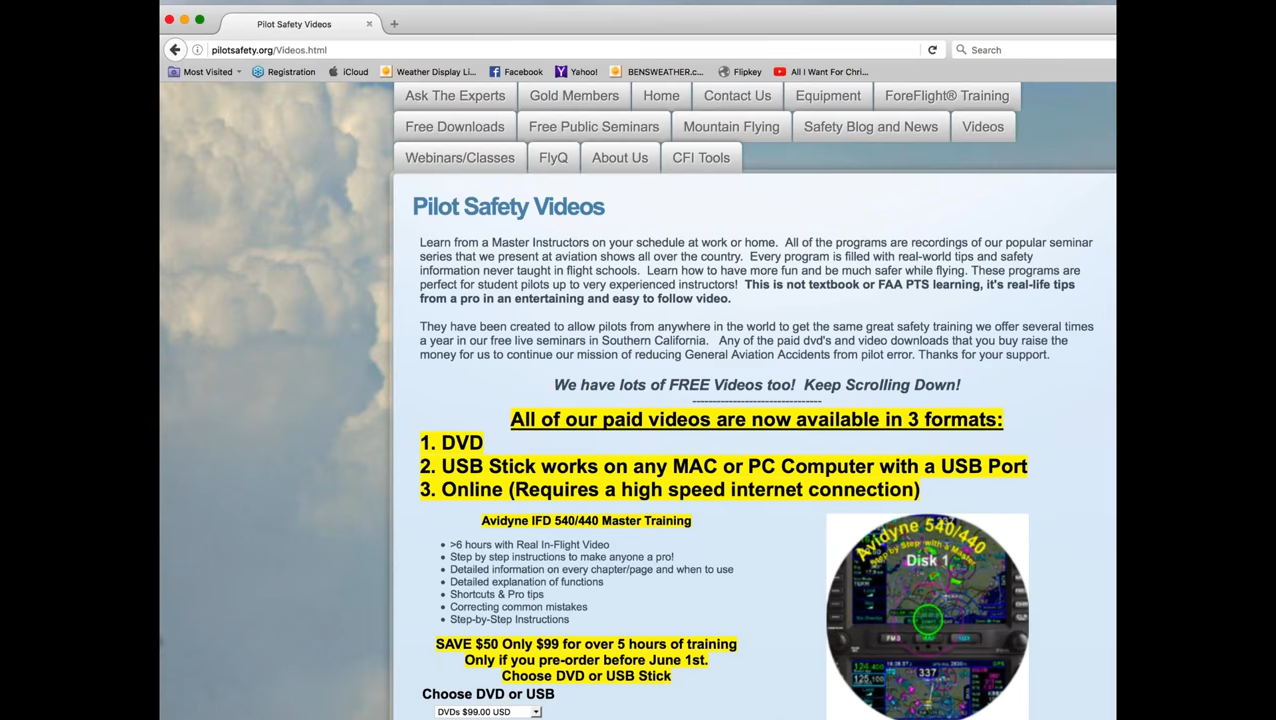 Pilot Safety Videos
pilotsafety.org/Videos.html
Search
Most Visited
Registration
iCloud
Weather Display Li...
Facebook
Yahoo!
BENSWEATHER.c...
Flipkey
All I Want For Chri...
Ask The Experts
Gold Members
Home
Contact Us
Equipment
ForeFlight® Training
Free Downloads
Free Public Seminars
Mountain Flying
Safety Blog and News
Videos
Webinars/Classes
FlyQ
About Us
CFI Tools
Pilot Safety Videos
Learn from a Master Instructors on your schedule at work or home. All of the programs are recordings of our popular seminar
series that we present at aviation shows all over the country. Every program is filled with real-world tips and safety
information never taught in flight schools. Learn how to have more fun and be much safer while flying. These programs are
perfect for student pilots up to very experienced instructors! This is not textbook or FAA PTS learning, it's real-life tips
from a pro in an entertaining and easy to follow video.
They have been created to allow pilots from anywhere in the world to get the same great safety training we offer several times
a year in our free live seminars in Southern California. Any of the paid dvd's and video downloads that you buy raise the
money for us to continue our mission of reducing General Aviation Accidents from pilot error. Thanks for your support.
We have lots of FREE Videos too! Keep Scrolling Down!
--------------------------------
All of our paid videos are now available in 3 formats:
1. DVD
2. USB Stick works on any MAC or PC Computer with a USB Port
3. Online (Requires a high speed internet connection)
Avidyne IFD 540/440 Master Training
>6 hours with Real In-Flight Video
Step by step instructions to make anyone a pro!
Detailed information on every chapter/page and when to use
Detailed explanation of functions
Shortcuts & Pro tips
Correcting common mistakes
Step-by-Step Instructions
SAVE $50 Only $99 for over 5 hours of training
Only if you pre-order before June 1st.
Choose DVD or USB Stick
Choose DVD or USB
DVDs $99.00 USD
Avidyne 540/440
Step by Step with a Master
Disk 1
337
124.400
125.100